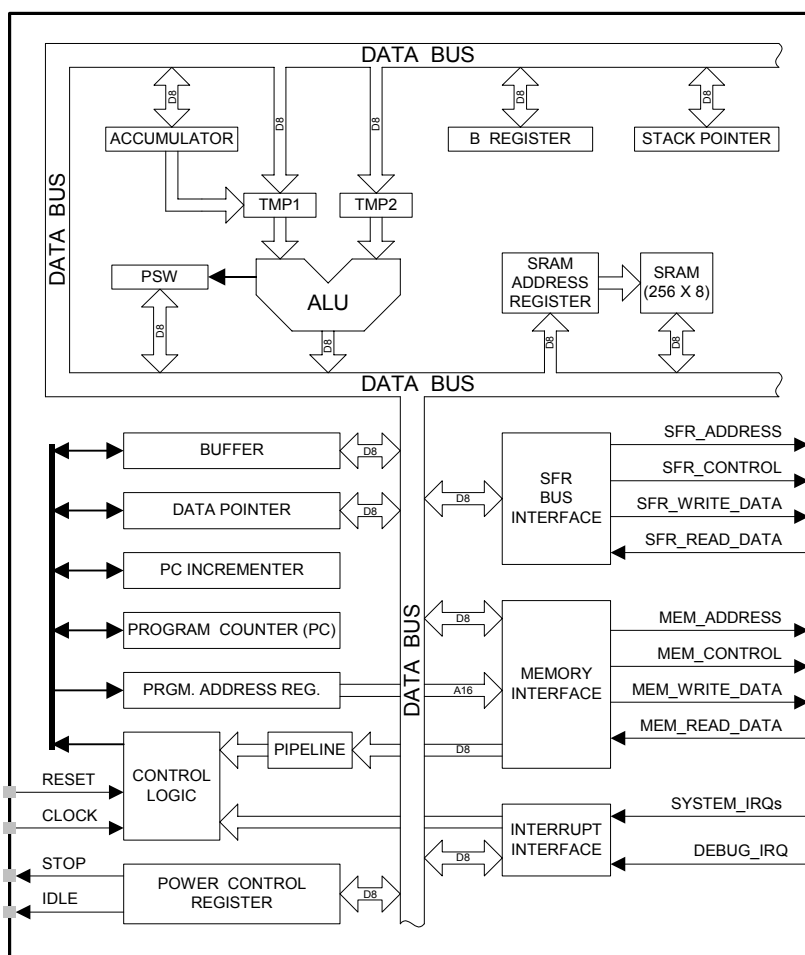 DATA BUS
D8
D8
D8
D8
D8
ACCUMULATOR
B REGISTER
STACK POINTER
DATA BUS
TMP1
TMP2
PSW
ALU
SRAM
ADDRESS
REGISTER
SRAM
(256 X 8)
D8
D8
D8
D8
DATA BUS
BUFFER
D8
DATA POINTER
D8
PC INCREMENTER
PROGRAM COUNTER (PC)
PRGM. ADDRESS REG.
A16
DATA BUS
D8
SFR
BUS
INTERFACE
SFR_ADDRESS
SFR_CONTROL
SFR_WRITE_DATA
SFR_READ_DATA
D8
MEMORY
INTERFACE
MEM_ADDRESS
MEM_CONTROL
MEM_WRITE_DATA
MEM_READ_DATA
PIPELINE
D8
CONTROL
LOGIC
RESET
CLOCK
INTERRUPT
INTERFACE
D8
SYSTEM_IRQs
DEBUG_IRQ
STOP
IDLE
POWER CONTROL
REGISTER
D8